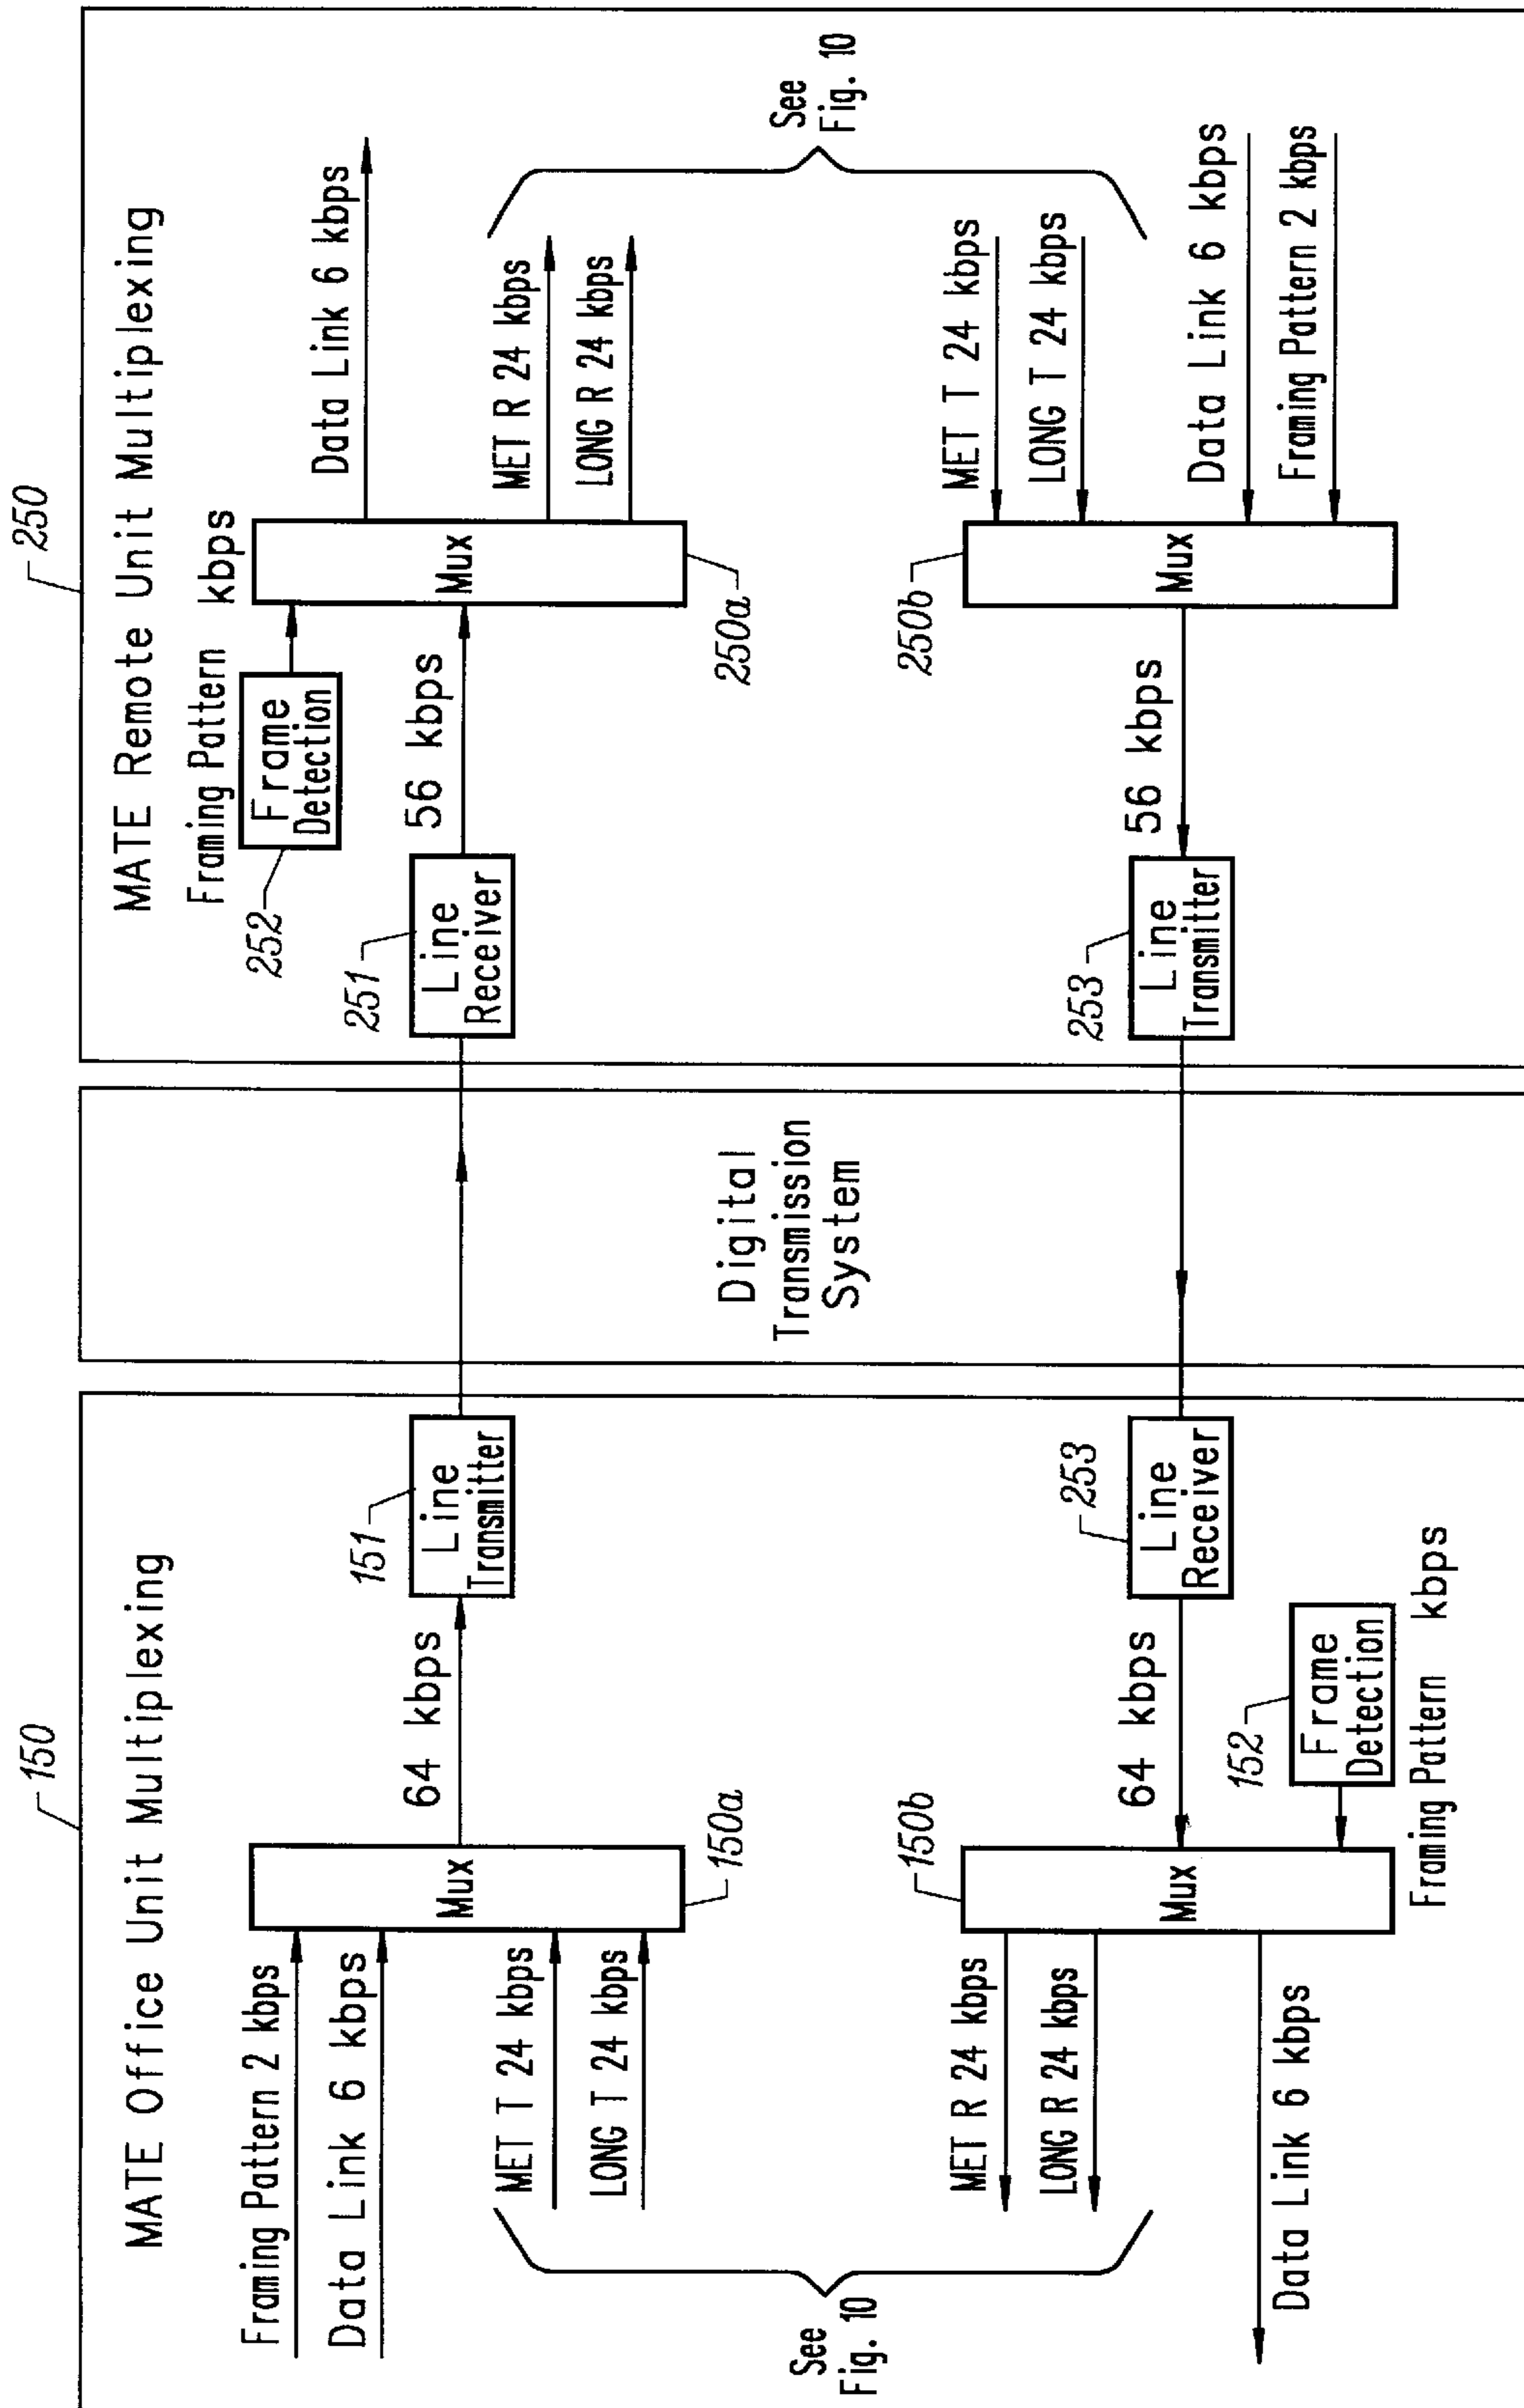 150
MATE Office Unit Multiplexing
Framing Pattern 2 kbps
Data Link 6 kbps
MET T 24 kbps
LONG T 24 kbps
Mux
150a
64 kbps
151
Line
Transmitter
See
Fig. 10
MET R 24 kbps
LONG R 24 kbps
Data Link 6 kbps
Mux
150b
64 kbps
253
Line
Receiver
152
Frame
Detection
Framing Pattern kbps
Digital
Transmission
System
250
MATE Remote Unit Multiplexing
Framing Pattern kbps
252
Frame
Detection
251
Line
Receiver
56 kbps
Mux
250a
Data Link 6 kbps
MET R 24 kbps
LONG R 24 kbps
See
Fig. 10
253
Line
Transmitter
56 kbps
250b
Mux
MET T 24 kbps
LONG T 24 kbps
Data Link 6 kbps
Framing Pattern 2 kbps